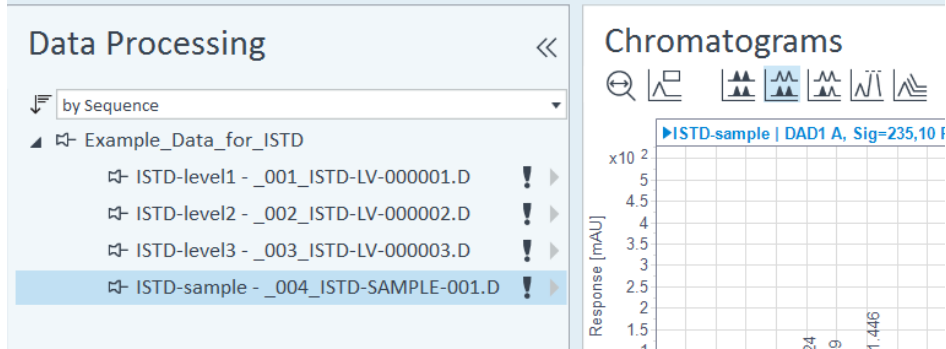 Data Processing
by Sequence
Example_Data_for_ISTD
ISTD-level1 - _001_ISTD-LV-000001.D
ISTD-level2 - _002_ISTD-LV-000002.D
ISTD-level3 - _003_ISTD-LV-000003.D
ISTD-sample - _004_ISTD-SAMPLE-001.D
Chromatograms
ISTD-sample | DAD1 A, Sig=235,10
x10 2
5
4.5
4
3.5
3
2.5
2
1.5
Response [mAU]
1.446